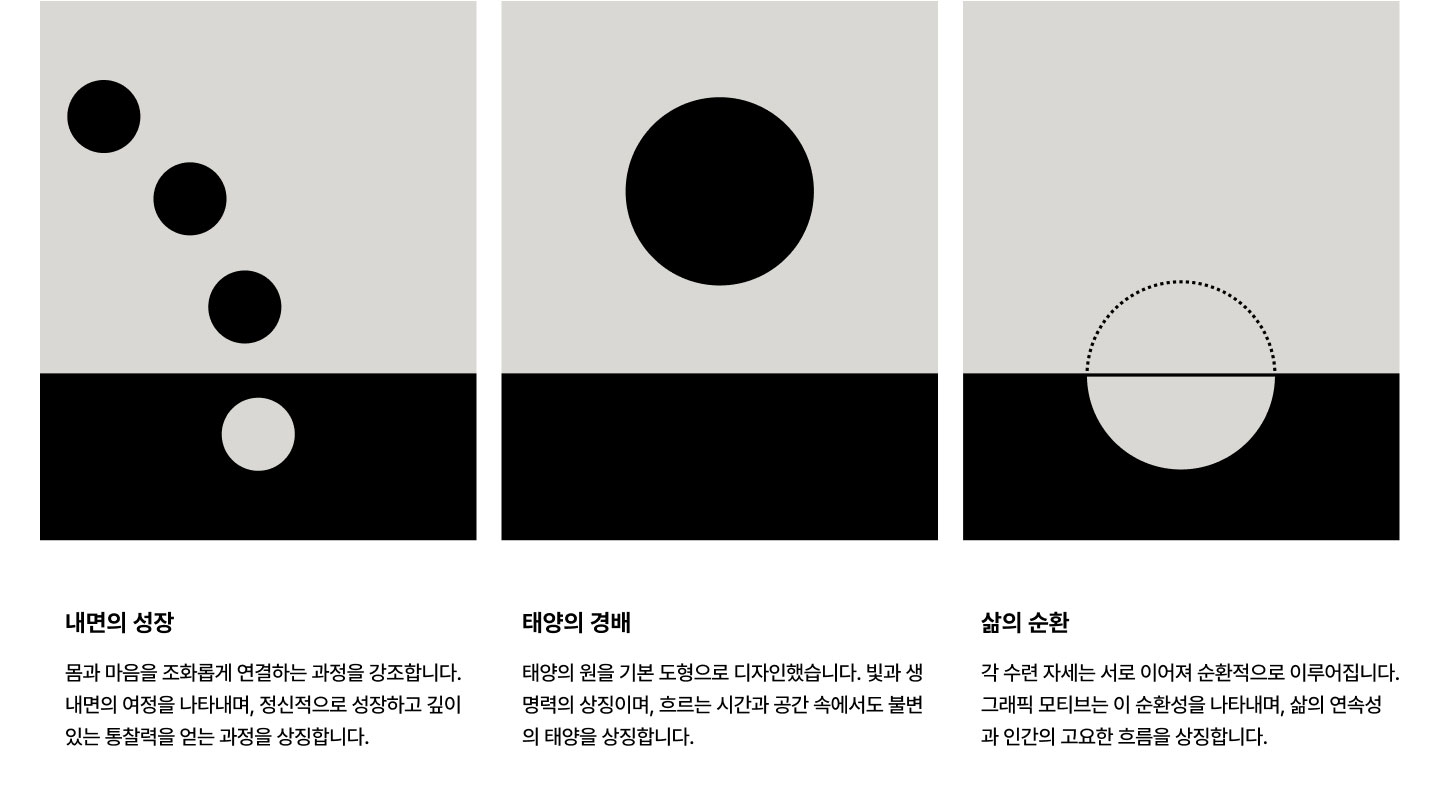 내면의 성장
몸과 마음을 조화롭게 연결하는 과정을 강조합니다.
내면의 여정을 나타내며, 정신적으로 성장하고 깊이
있는 통찰력을 얻는 과정을 상징합니다.
태양의 경배
태양의 원을 기본 도형으로 디자인했습니다. 빛과 생
명력의 상징이며, 흐르는 시간과 공간 속에서도 불변
의 태양을 상징합니다.
삶의 순환
각 수련 자세는 서로 이어져 순환적으로 이루어집니다.
그래픽 모티브는 이 순환성을 나타내며, 삶의 연속성
과 인간의 고요한 흐름을 상징합니다.